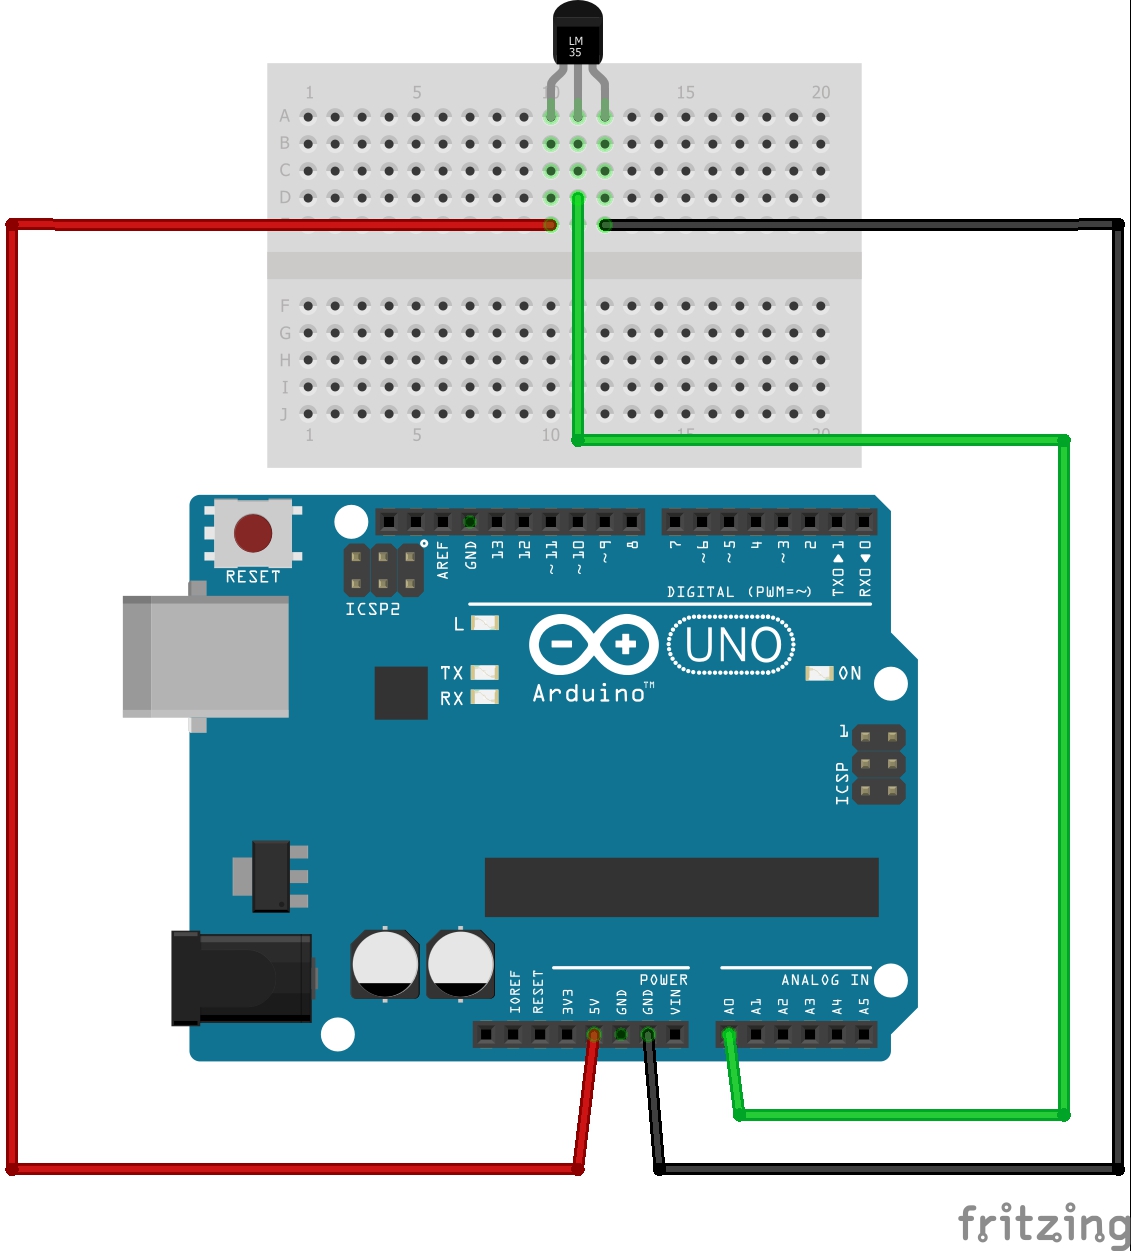 LM
35
1 5 10 15 20
A
B
C
D
F
G
H
I
J
1 5 10 15 20
RESET
ICSP2
AREF
GND
13
12
~11
~10
~9
8
7
~6
~5
4
~3
2
TX0 ▶ 1
RX0 ◀ 0
DIGITAL (PWM=~)
L
TX
RX
Arduino™
UNO
ON
1
ICSP
IOREF
RESET
3V3
5V
GND
GND
VIN
POWER
ANALOG IN
A0
A1
A2
A3
A4
A5
fritzing